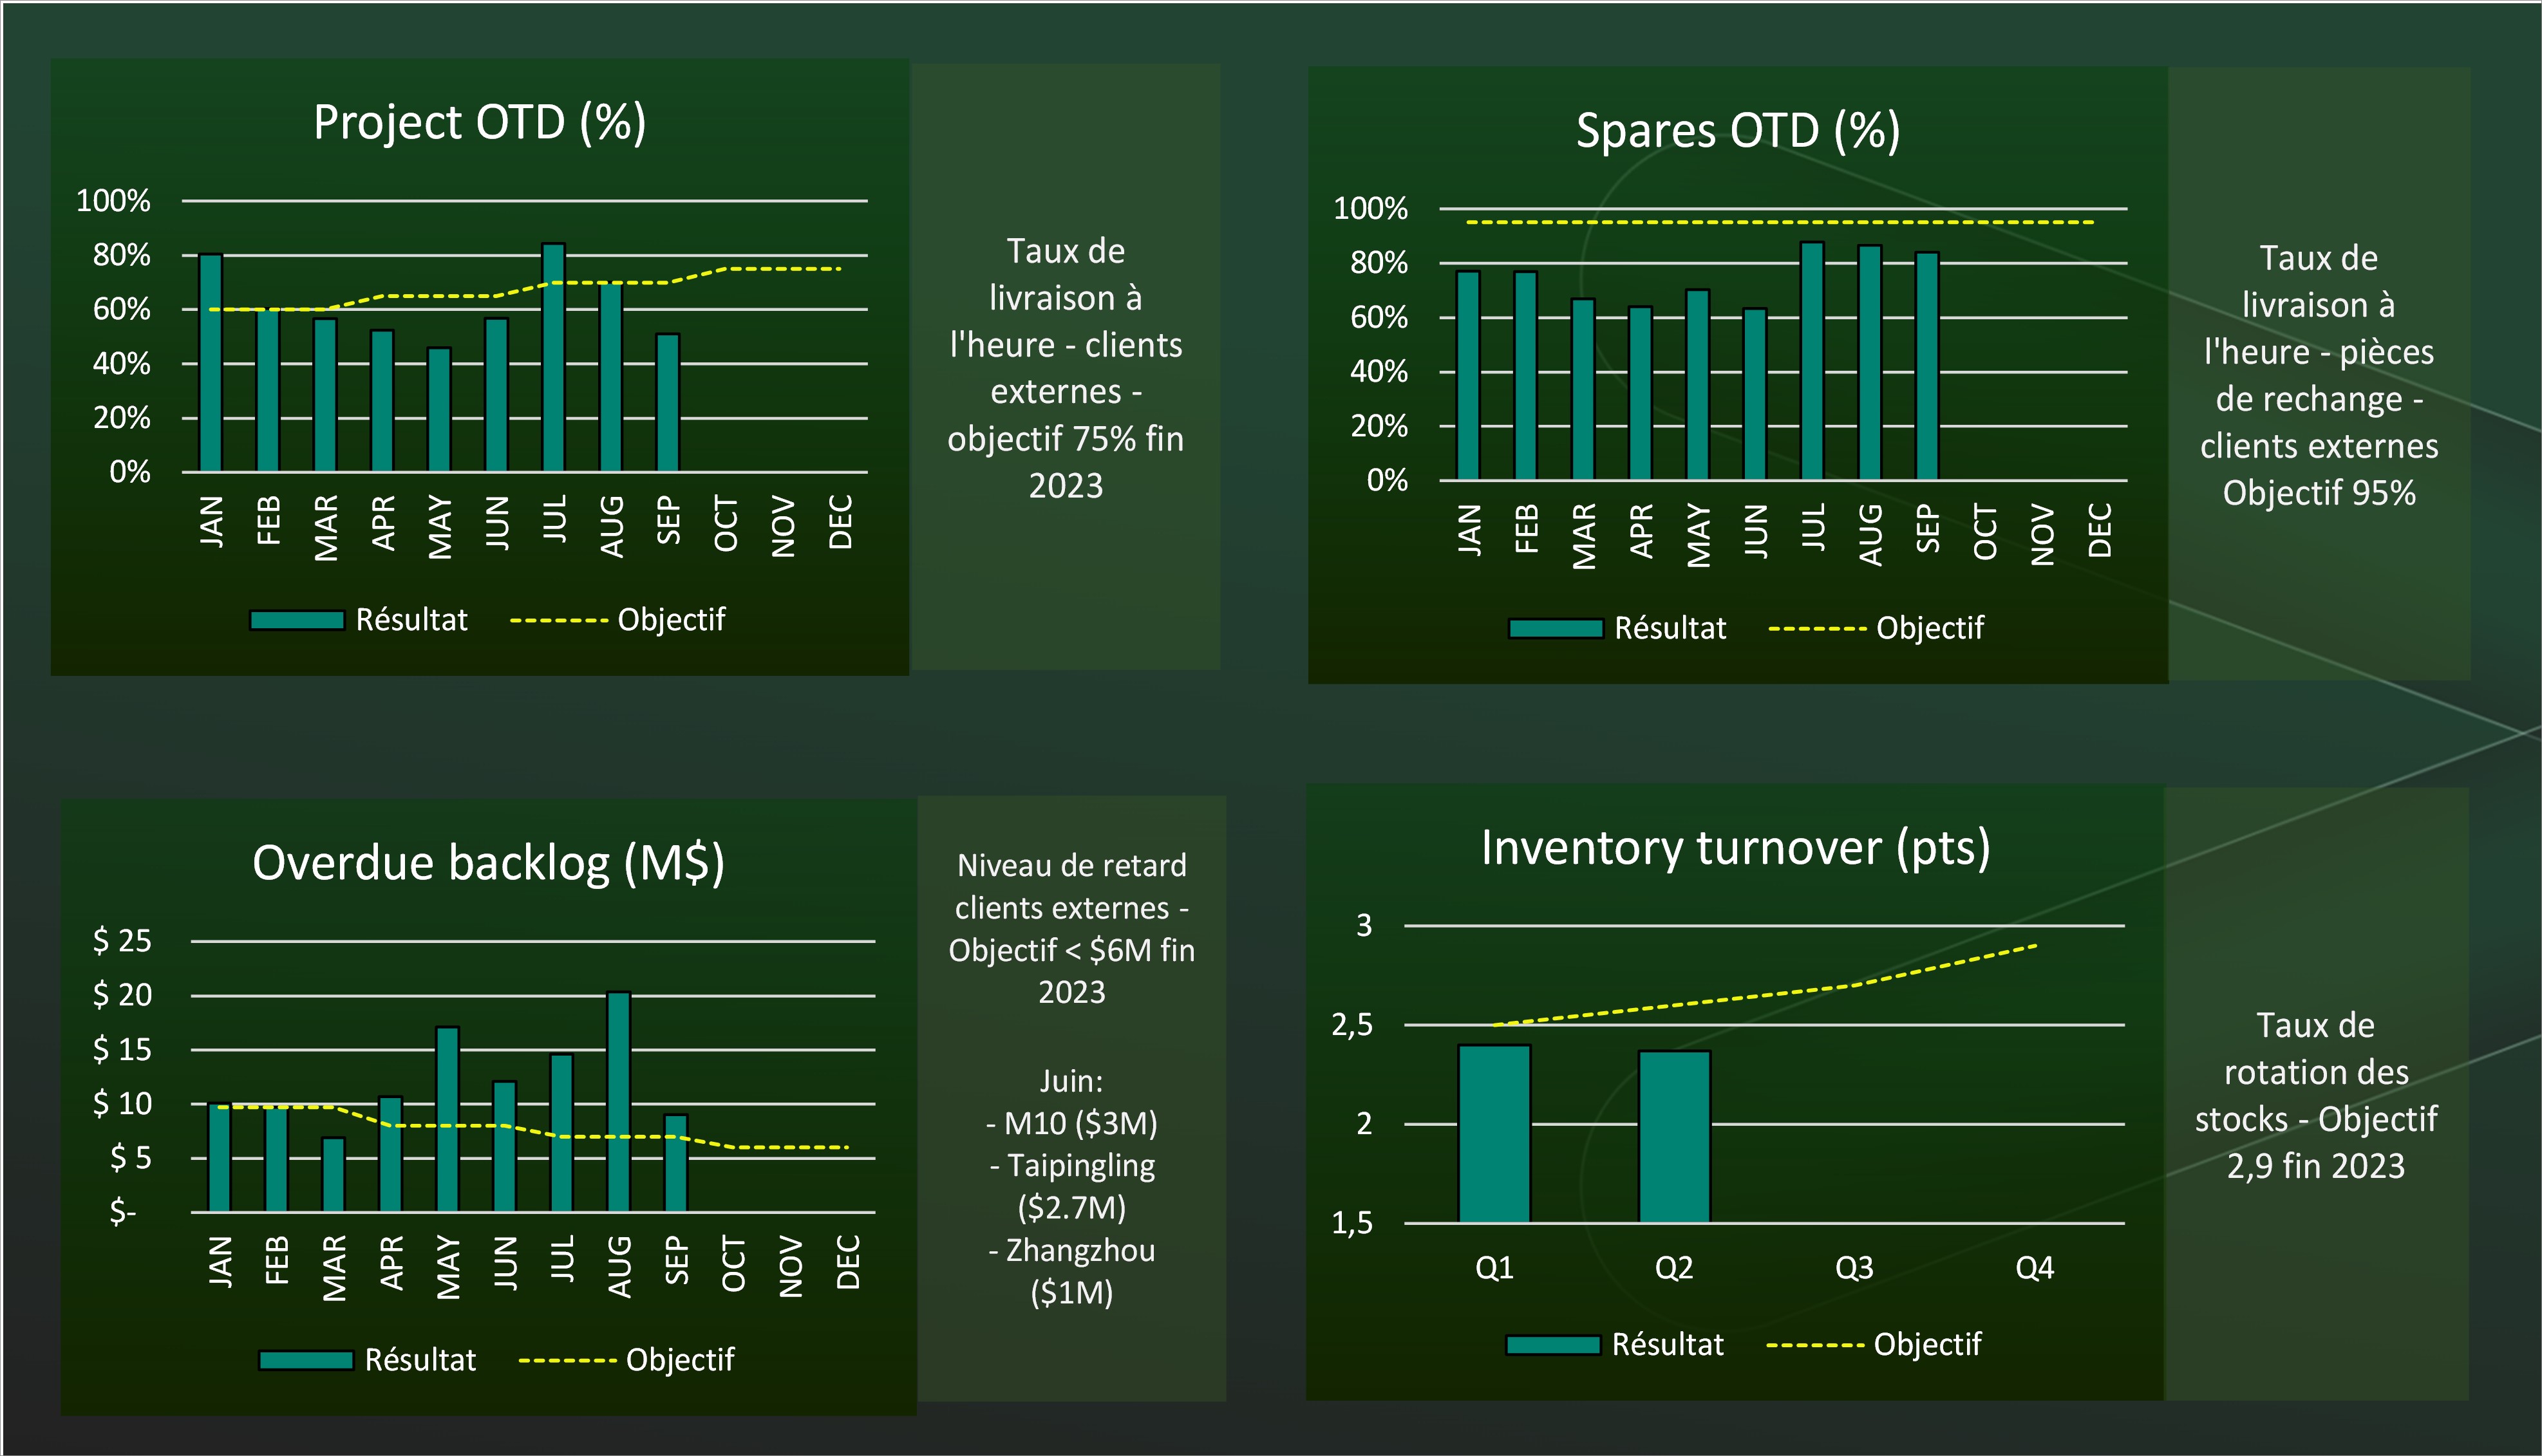 Project OTD (%)
100%
80%
60%
40%
20%
0%
JAN
FEB
MAR
APR
MAY
JUN
JUL
AUG
SEP
OCT
NOV
DEC
Résultat
Objectif
Taux de
livraison à
l'heure - clients
externes -
objectif 75% fin
2023
Spares OTD (%)
100%
80%
60%
40%
20%
0%
JAN
FEB
MAR
APR
MAY
JUN
JUL
AUG
SEP
OCT
NOV
DEC
Résultat
Objectif
Taux de
livraison à
l'heure - pièces
de rechange -
clients externes
Objectif 95%
Overdue backlog (M$)
$ 25
$ 20
$ 15
$ 10
$ 5
$-
JAN
FEB
MAR
APR
MAY
JUN
JUL
AUG
SEP
OCT
NOV
DEC
Résultat
Objectif
Niveau de retard
clients externes -
Objectif < $6M fin
2023
Juin:
- M10 ($3M)
- Taipingling
($2.7M)
- Zhangzhou
($1M)
Inventory turnover (pts)
3
2,5
2
1,5
Q1
Q2
Q3
Q4
Résultat
Objectif
Taux de
rotation des
stocks - Objectif
2,9 fin 2023